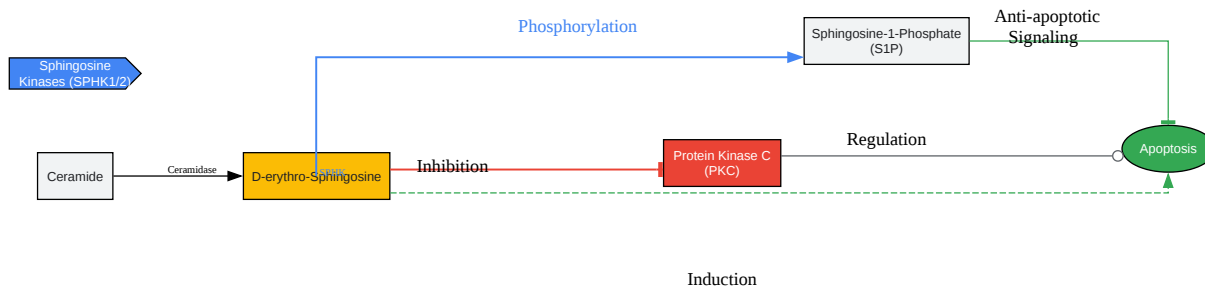 Phosphorylation
Sphingosine-1-Phosphate
(S1P)
Anti-apoptotic
Signaling
Sphingosine
Kinases (SPHK1/2)
Ceramide
Ceramidase
D-erythro-Sphingosine
Inhibition
Protein Kinase C
(PKC)
Regulation
Apoptosis
Induction